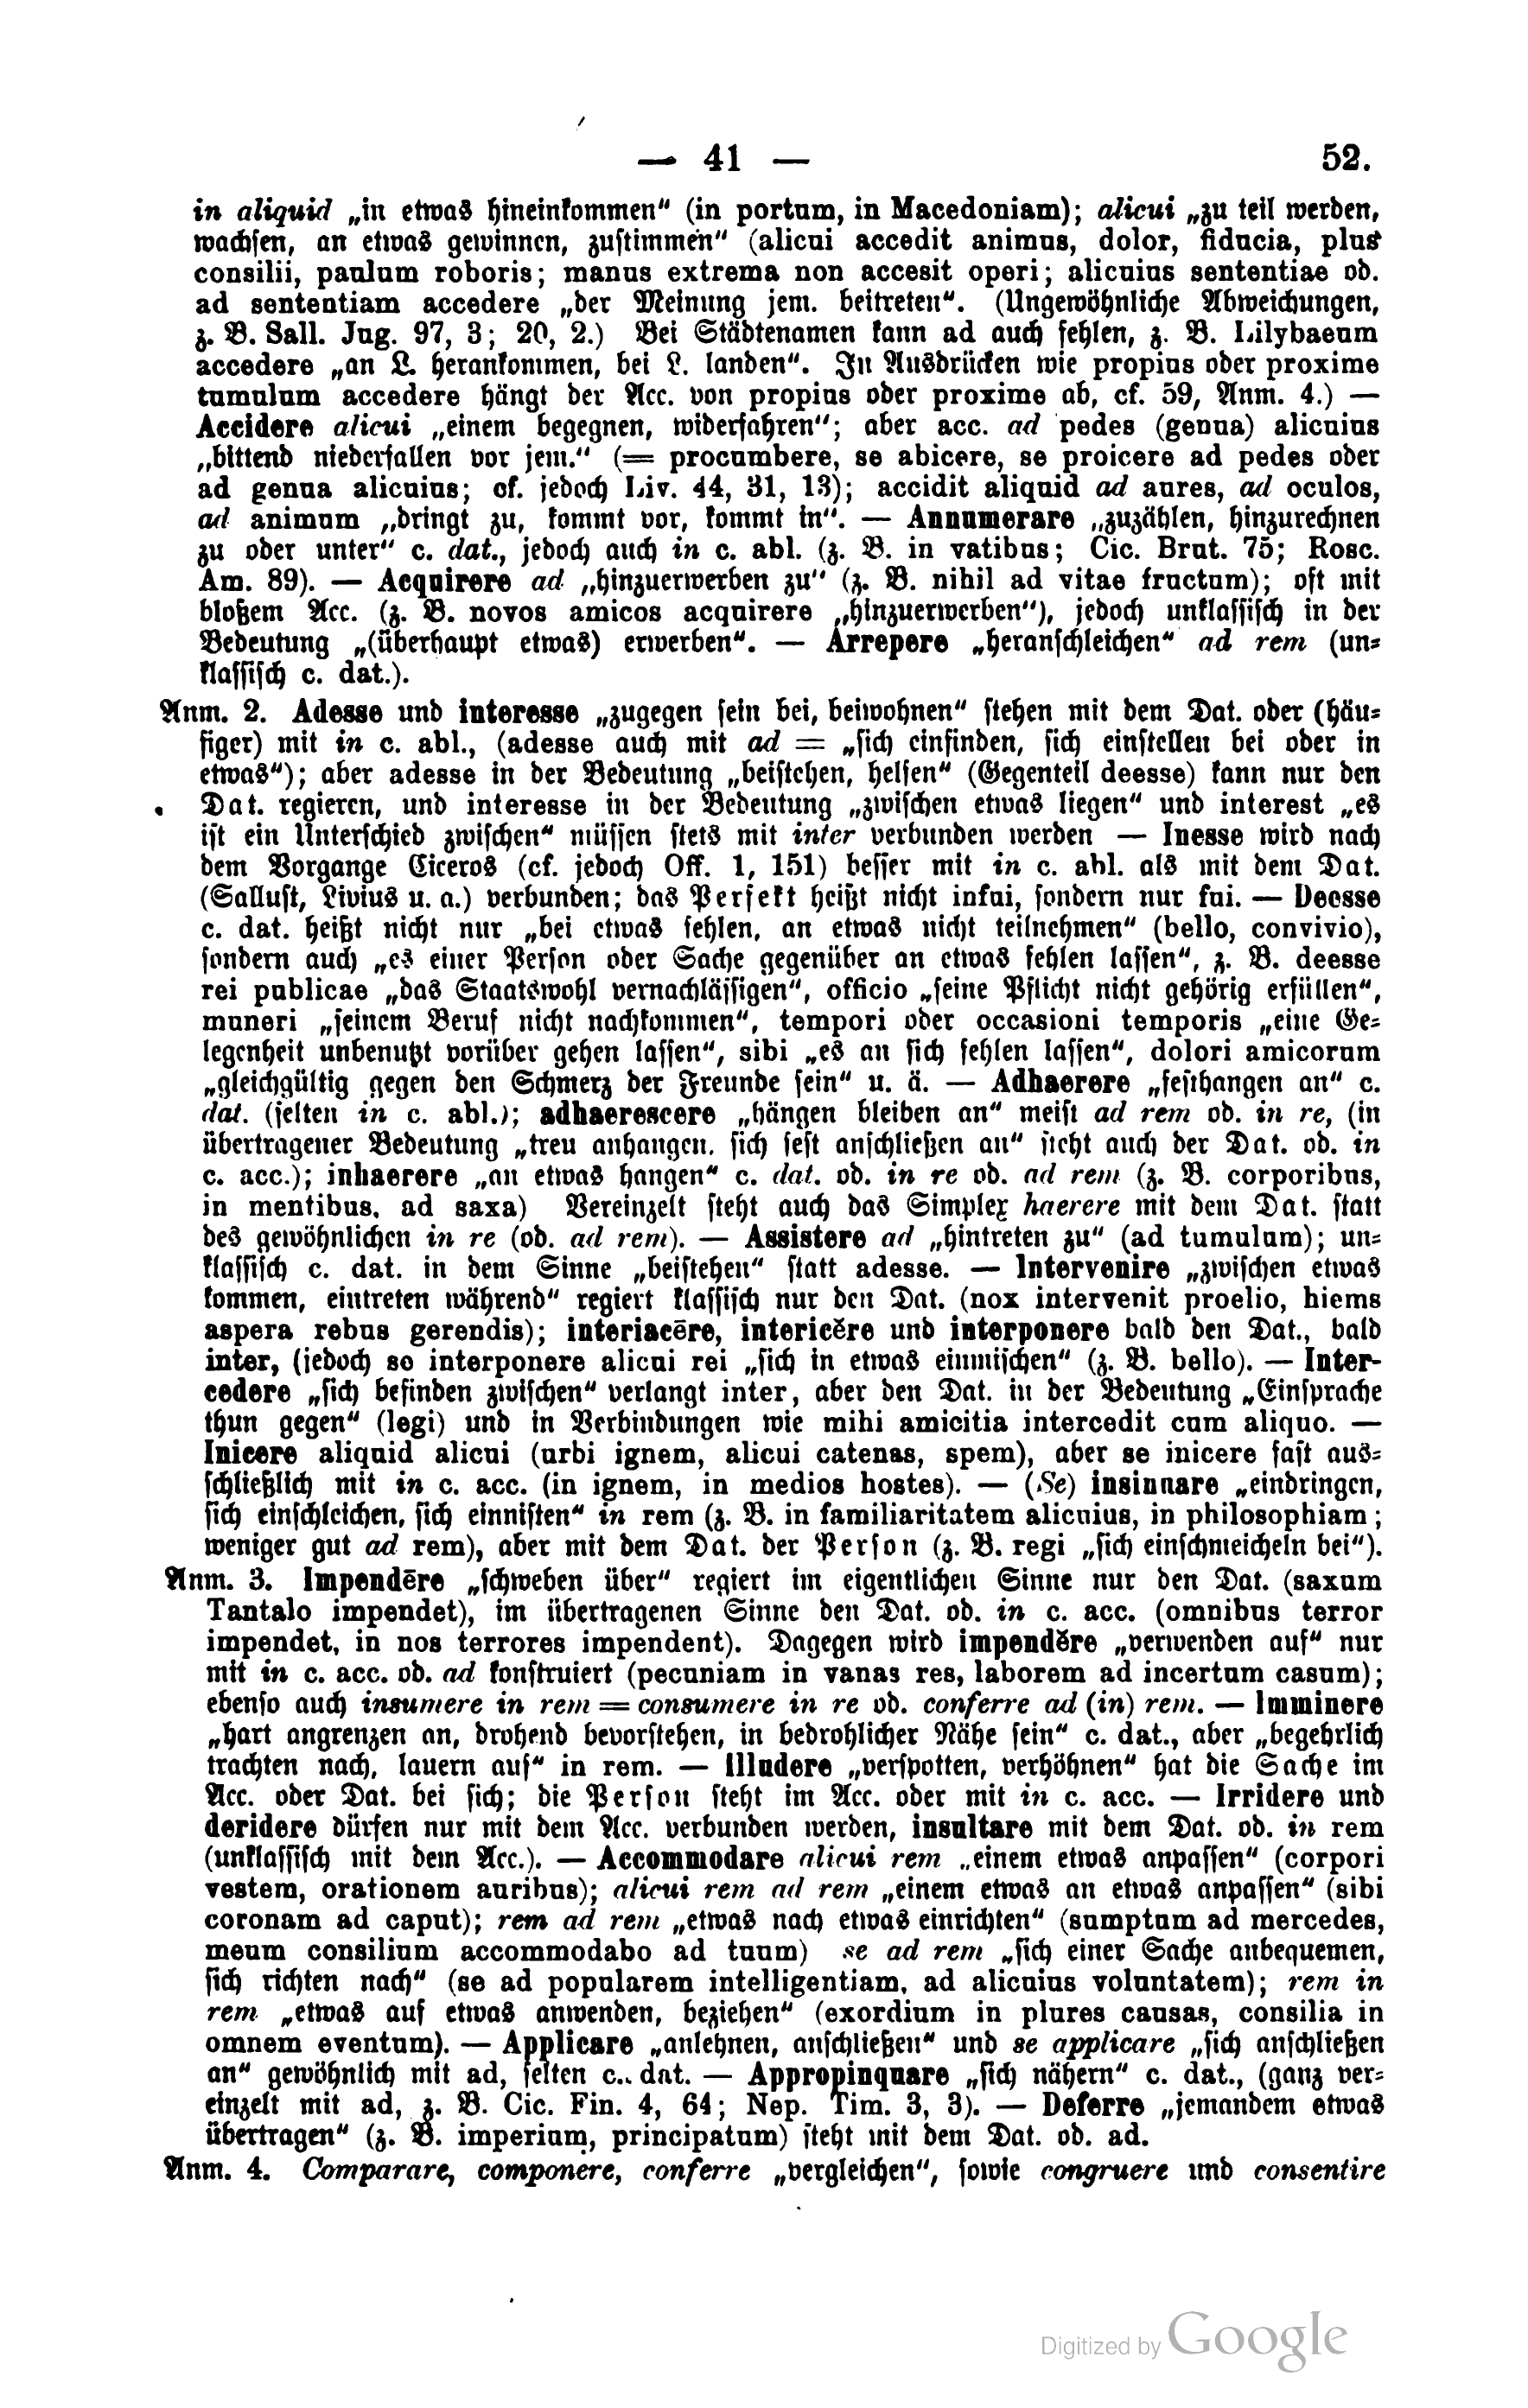 — 41 — 52.
in aliquid „in etwas hineinkommen“ (in portum, in Macedoniam); alicui „zu teil werden,
wachsen, an etwas gewinnen, zustimmen“ (alicui accedit animus, dolor, fiducia, plus
consilii, paulum roboris; manus extrema non accesit operi; alicuius sententiae ob.
ad sententiam accedere „der Meinung jem. beitreten“. (Ungewöhnliche Abweichungen,
z. B. Sall. Jug. 97, 3; 20, 2.) Bei Städtenamen kann ad auch fehlen, z. B. Lilybaeum
accedere „an L. herankommen, bei L. landen“. In Ausdrücken wie propius oder proxime
tumulum accedere hängt der Acc. von propius oder proxime ab, cf. 59, Anm. 4.) —
Accidere alicui „einem begegnen, widerfahren“; aber acc. ad pedes (genua) alicuius
„bittend niederfallen vor jem.“ (= procumbere, se abicere, se proicere ad pedes oder
ad genua alicuius; cf. jedoch Liv. 44, 31, 13); accidit aliquid ad aures, ad oculos,
ad animum „dringt zu, kommt vor, kommt in“. — Annumerare „zuzählen, hinzurechnen
zu oder unter“ c. dat., jedoch auch in c. abl. (z. B. in vatibus; Cic. Brut. 75; Rosc.
Am. 89). — Acquirere ad „hinzuerwerben zu“ (z. B. nihil ad vitae fructum); oft mit
bloßem Acc. (z. B. novos amicos acquirere „hinzuerwerben“), jedoch unklassisch in der
Bedeutung „(überhaupt etwas) erwerben“. — Arrepere „heranschleichen“ ad rem (un-
klassisch c. dat.).
Anm. 2. Adesse und interesse „zugegen sein bei, beiwohnen“ stehen mit dem Dat. oder (häu-
figer) mit in c. abl., (adesse auch mit ad = „sich einfinden, sich einstellen bei oder in
etwas“); aber adesse in der Bedeutung „beistehen, helfen“ (Gegenteil deesse) kann nur den
Dat. regieren, und interesse in der Bedeutung „zwischen etwas liegen“ und interest „es
ist ein Unterschied zwischen“ müssen stets mit inter verbunden werden — Inesse wird nach
dem Vorgange Ciceros (cf. jedoch Off. 1, 151) besser mit in c. abl. als mit dem Dat.
(Sallust, Livius u. a.) verbunden; das Perfekt heißt nicht infui, sondern nur fui. — Deesse
c. dat. heißt nicht nur „bei etwas fehlen, an etwas nicht teilnehmen“ (bello, convivio),
sondern auch „es einer Person oder Sache gegenüber an etwas fehlen lassen“, z. B. deesse
rei publicae „das Staatswohl vernachlässigen“, officio „seine Pflicht nicht gehörig erfüllen“,
muneri „seinem Beruf nicht nachkommen“, tempori oder occasioni temporis „eine Ge-
legenheit unbenutzt vorüber gehen lassen“, sibi „es an sich fehlen lassen“, dolori amicorum
„gleichgültig gegen den Schmerz der Freunde sein“ u. ä. — Adhaerere „festhangen an“ c.
dat. (selten in c. abl.); adhaerescere „hängen bleiben an“ meist ad rem ob. in re, (in
übertragener Bedeutung „treu anhangen, sich fest anschließen an“ steht auch der Dat. ob. in
c. acc.); inhaerere „an etwas hangen“ c. dat. ob. in re ob. ad rem (z. B. corporibus,
in mentibus, ad saxa) Vereinzelt steht auch das Simplex haerere mit dem Dat. statt
des gewöhnlichen in re (ob. ad rem). — Assistere ad „hintreten zu“ (ad tumulum); un-
klassisch c. dat. in dem Sinne „beistehen“ statt adesse. — Intervenire „zwischen etwas
kommen, eintreten während“ regiert klassisch nur den Dat. (nox intervenit proelio, hiems
aspera rebus gerendis); interiacēre, intericĕre und interponere bald den Dat., bald
inter, (jedoch se interponere alicui rei „sich in etwas einmischen“ (z. B. bello). — Inter-
cedere „sich befinden zwischen“ verlangt inter, aber den Dat. in der Bedeutung „Einsprache
thun gegen“ (legi) und in Verbindungen wie mihi amicitia intercedit cum aliquo. —
Inicere aliquid alicui (urbi ignem, alicui catenas, spem), aber se inicere fast aus-
schließlich mit in c. acc. (in ignem, in medios hostes). — (Se) insinuare „eindringen,
sich einschleichen, sich einnisten“ in rem (z. B. in familiaritatem alicuius, in philosophiam;
weniger gut ad rem), aber mit dem Dat. der Person (z. B. regi „sich einschmeicheln bei“).
Anm. 3. Impendēre „schweben über“ regiert im eigentlichen Sinne nur den Dat. (saxum
Tantalo impendet), im übertragenen Sinne den Dat. ob. in c. acc. (omnibus terror
impendet, in nos terrores impendent). Dagegen wird impendĕre „verwenden auf“ nur
mit in c. acc. ob. ad konstruiert (pecuniam in vanas res, laborem ad incertum casum);
ebenso auch insumere in rem = consumere in re ob. conferre ad (in) rem. — Imminere
„hart angrenzen an, drohend bevorstehen, in bedrohlicher Nähe sein“ c. dat., aber „begehrlich
trachten nach, lauern auf“ in rem. — Illudere „verspotten, verhöhnen“ hat die Sache im
Acc. oder Dat. bei sich; die Person steht im Acc. oder mit in c. acc. — Irridere und
deridere dürfen nur mit dem Acc. verbunden werden, insultare mit dem Dat. ob. in rem
(unklassisch mit dem Acc.). — Accommodare alicui rem „einem etwas anpassen“ (corpori
vestem, orationem auribus); alicui rem ad rem „einem etwas an etwas anpassen“ (sibi
coronam ad caput); rem ad rem „etwas nach etwas einrichten“ (sumptum ad mercedes,
meum consilium accommodabo ad tuum) se ad rem „sich einer Sache anbequemen,
sich richten nach“ (se ad popularem intelligentiam, ad alicuius voluntatem); rem in
rem „etwas auf etwas anwenden, beziehen“ (exordium in plures causas, consilia in
omnem eventum). — Applicare „anlehnen, anschließen“ und se applicare „sich anschließen
an“ gewöhnlich mit ad, selten c. dat. — Appropinquare „sich nähern“ c. dat., (ganz ver-
einzelt mit ad, z. B. Cic. Fin. 4, 64; Nep. Tim. 3, 3). — Deferre „jemandem etwas
übertragen“ (z. B. imperium, principatum) steht mit dem Dat. ob. ad.
Anm. 4. Comparare, componere, conferre „vergleichen“, sowie congruere und consentire
Digitized by Google